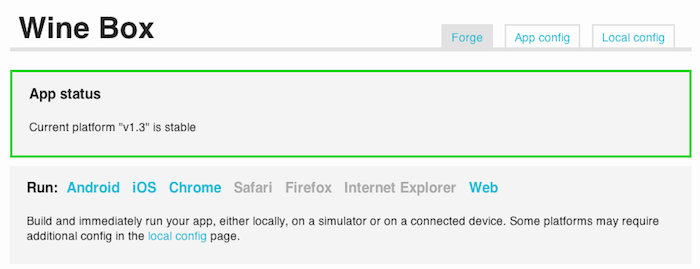 Wine Box
Forge App config Local config
App status
Current platform "v1.3" is stable
Run: Android iOS Chrome Safari Firefox Internet Explorer Web
Build and immediately run your app, either locally, on a simulator or on a connected device. Some platforms may require
additional config in the local config page.